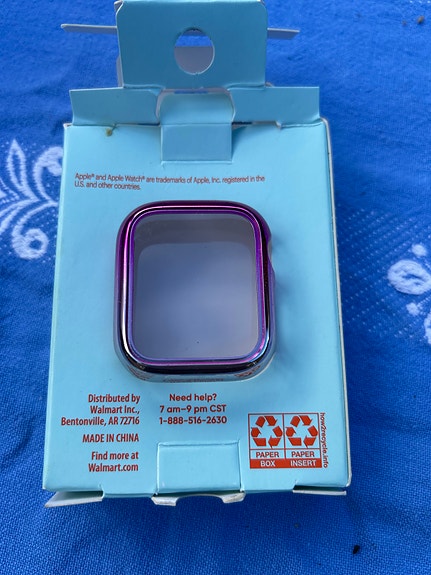 Apple® and Apple Watch® are trademarks of Apple, Inc. registered in the
U.S. and other countries.
Distributed by
Walmart Inc.,
Bentonville, AR 72716
MADE IN CHINA
Find more at
Walmart.com
Need help?
7 am–9 pm CST
1-888-516-2630
PAPER
BOX
PAPER
INSERT
how2recycle.info